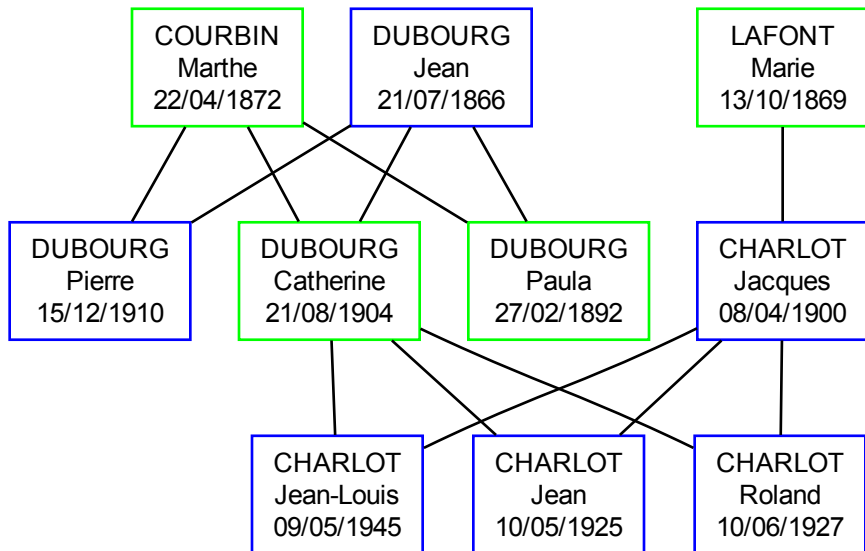 COURBIN
Marthe
22/04/1872
DUBOURG
Jean
21/07/1866
LAFONT
Marie
13/10/1869
DUBOURG
Pierre
15/12/1910
DUBOURG
Catherine
21/08/1904
DUBOURG
Paula
27/02/1892
CHARLOT
Jacques
08/04/1900
CHARLOT
Jean-Louis
09/05/1945
CHARLOT
Jean
10/05/1925
CHARLOT
Roland
10/06/1927